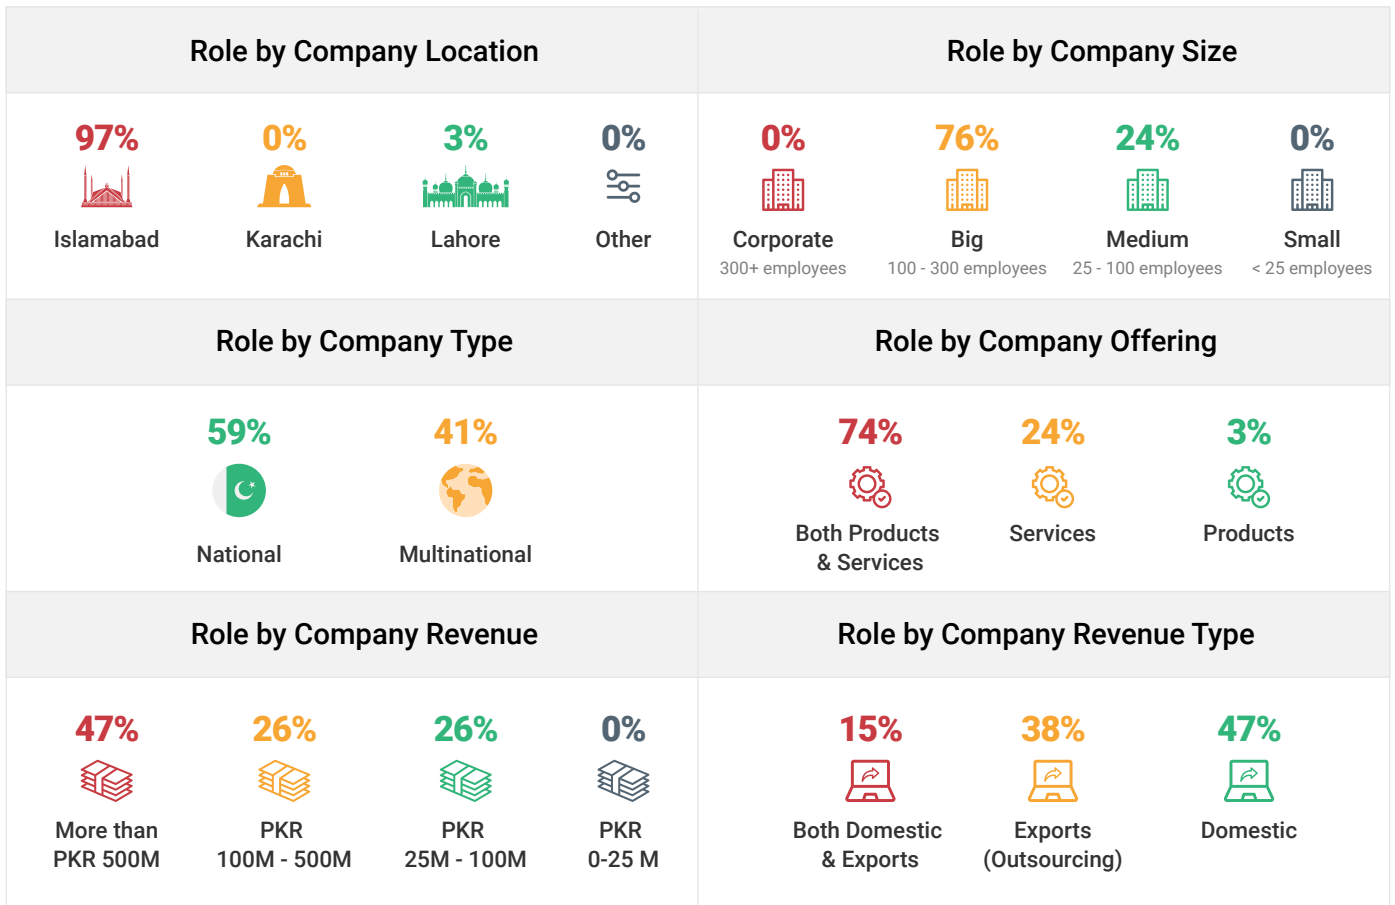 Role by Company Location
97%
0%
3%
0%
Islamabad
Karachi
Lahore
Other
Role by Company Size
0%
76%
24%
0%
Corporate
Big
Medium
Small
300+ employees
100 - 300 employees
25 - 100 employees
< 25 employees
Role by Company Type
59%
41%
National
Multinational
Role by Company Offering
74%
24%
3%
Both Products
& Services
Services
Products
Role by Company Revenue
47%
26%
26%
0%
More than
PKR 500M
PKR
100M - 500M
PKR
25M - 100M
PKR
0-25 M
Role by Company Revenue Type
15%
38%
47%
Both Domestic
& Exports
Exports
(Outsourcing)
Domestic